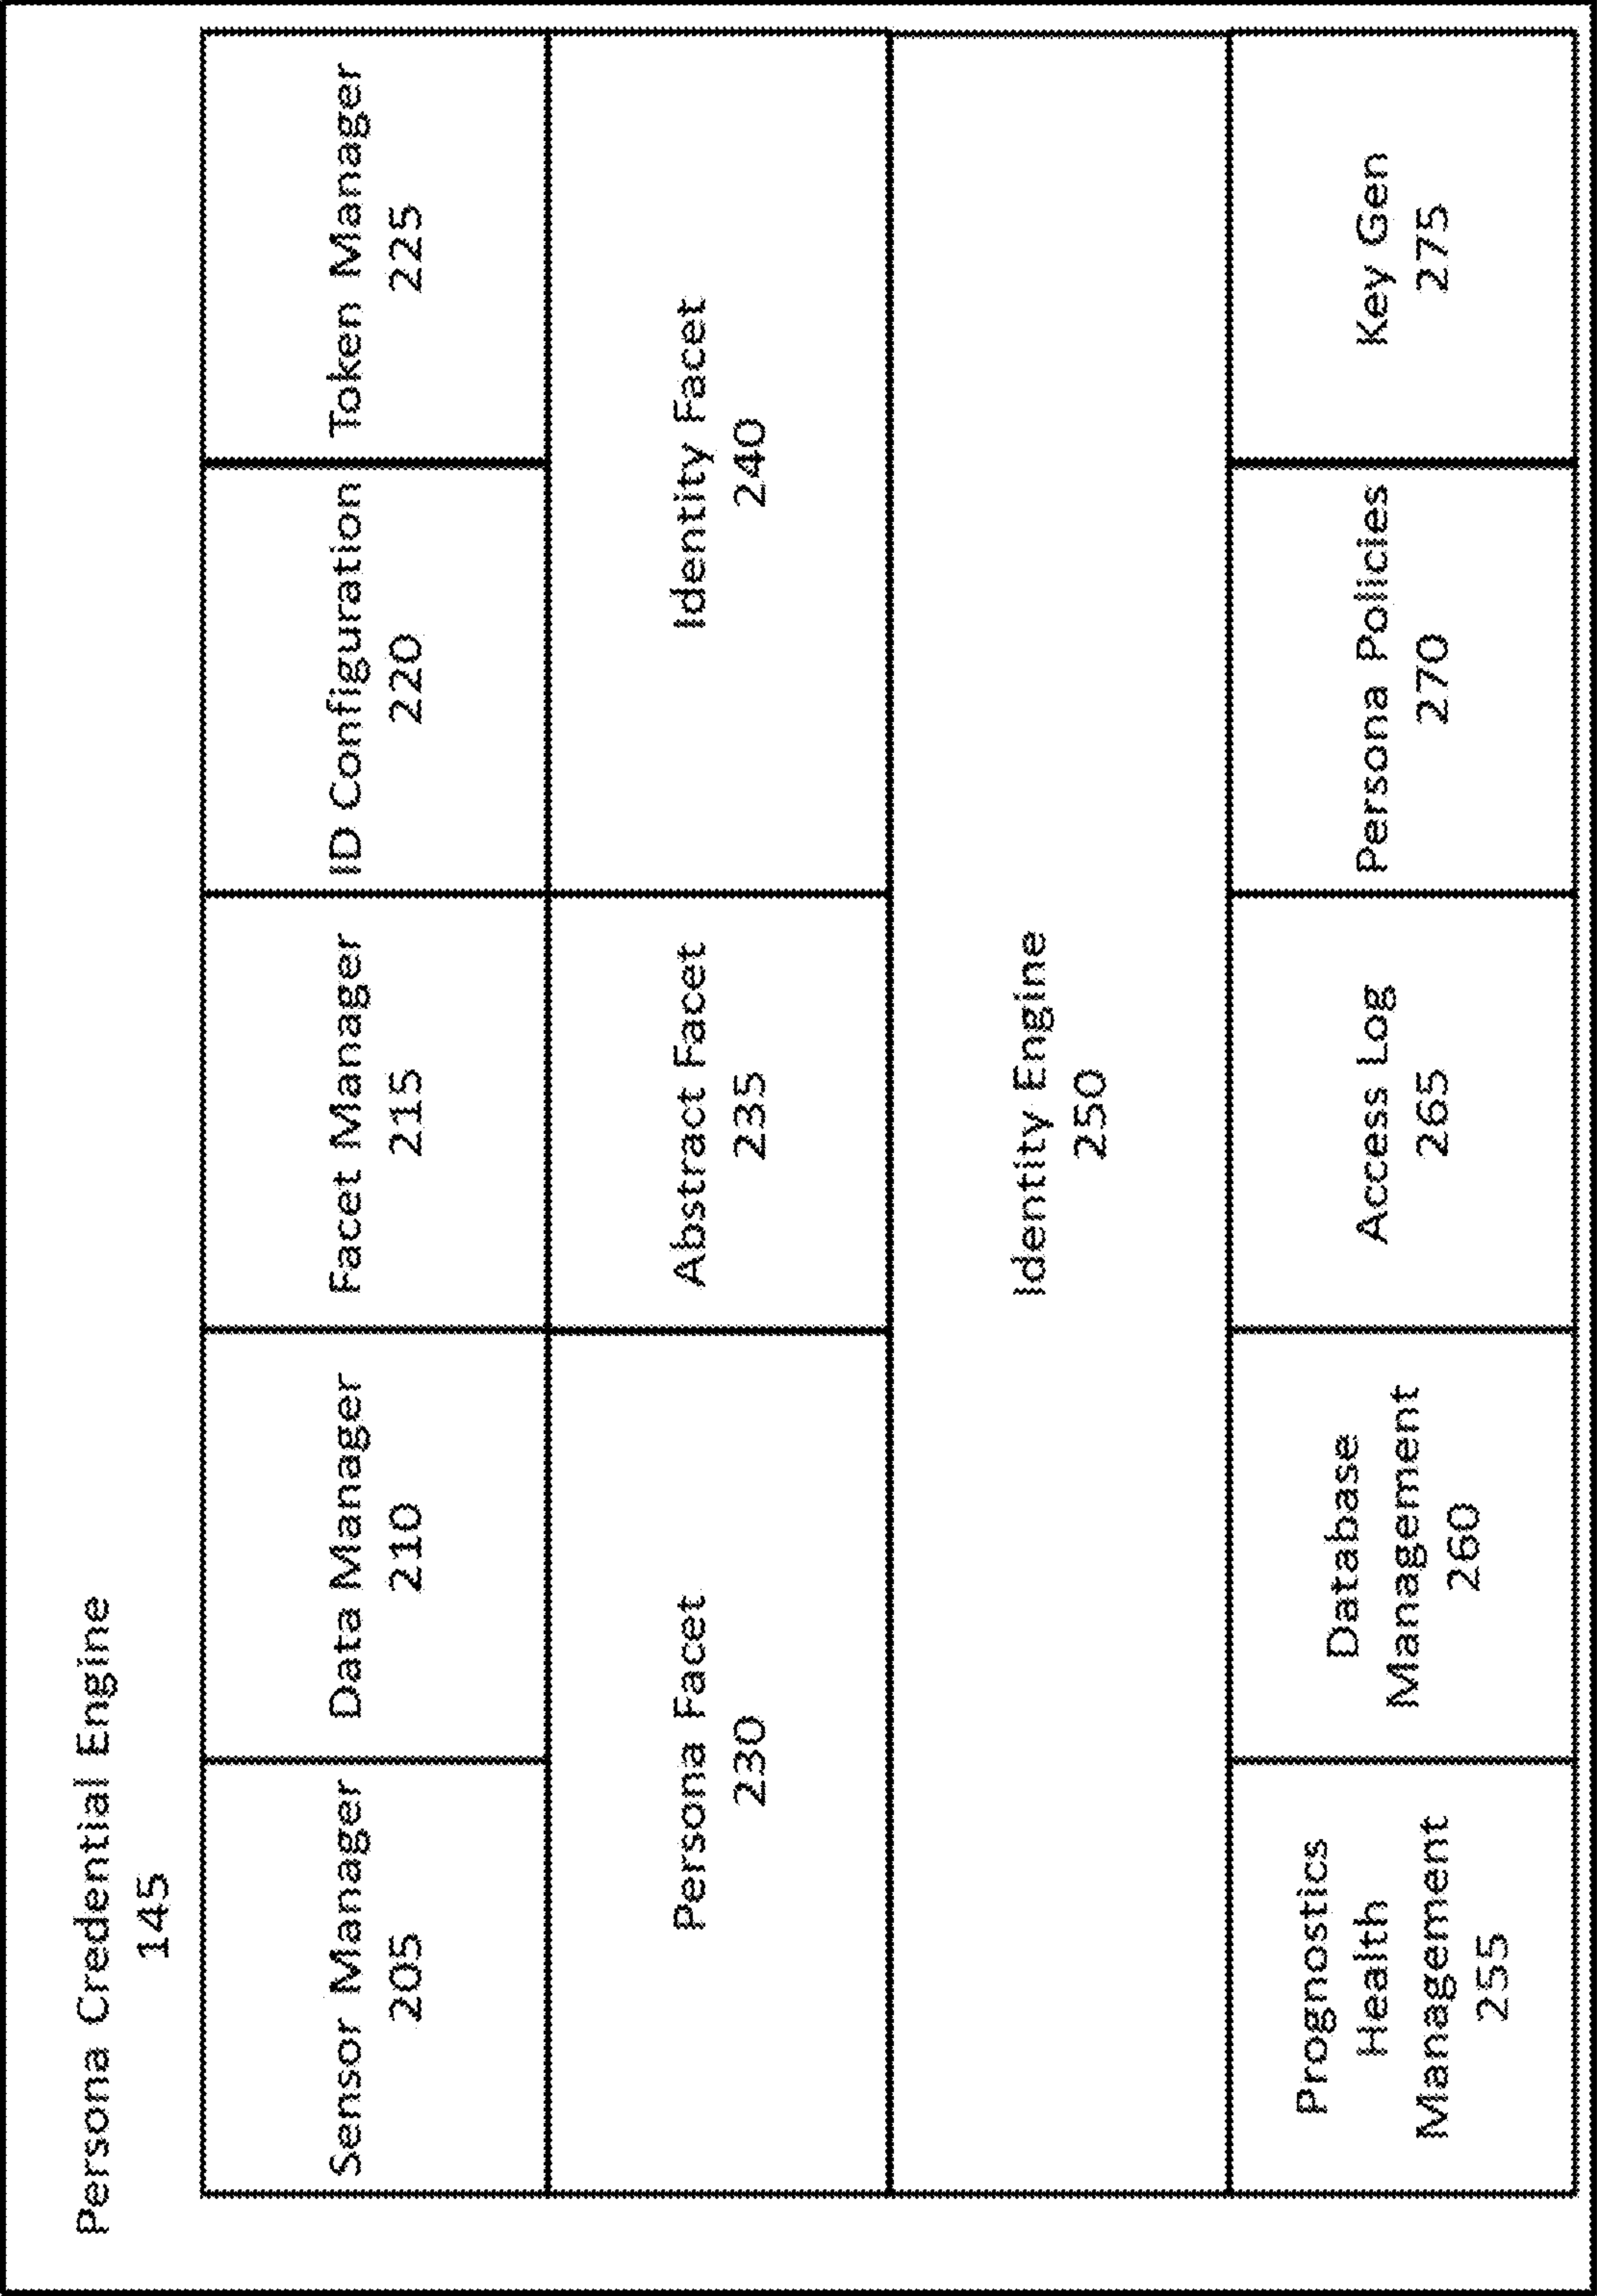 Persona Credential Engine
145
Sensor Manager
205
Data Manager
210
Facet Manager
215
ID Configuration
220
Token Manager
225
Persona Facet
230
Abstract Facet
235
Identity Facet
240
Identity Engine
250
Prognostics
Health
Management
255
Database
Management
260
Access Log
265
Persona Policies
270
Key Gen
275